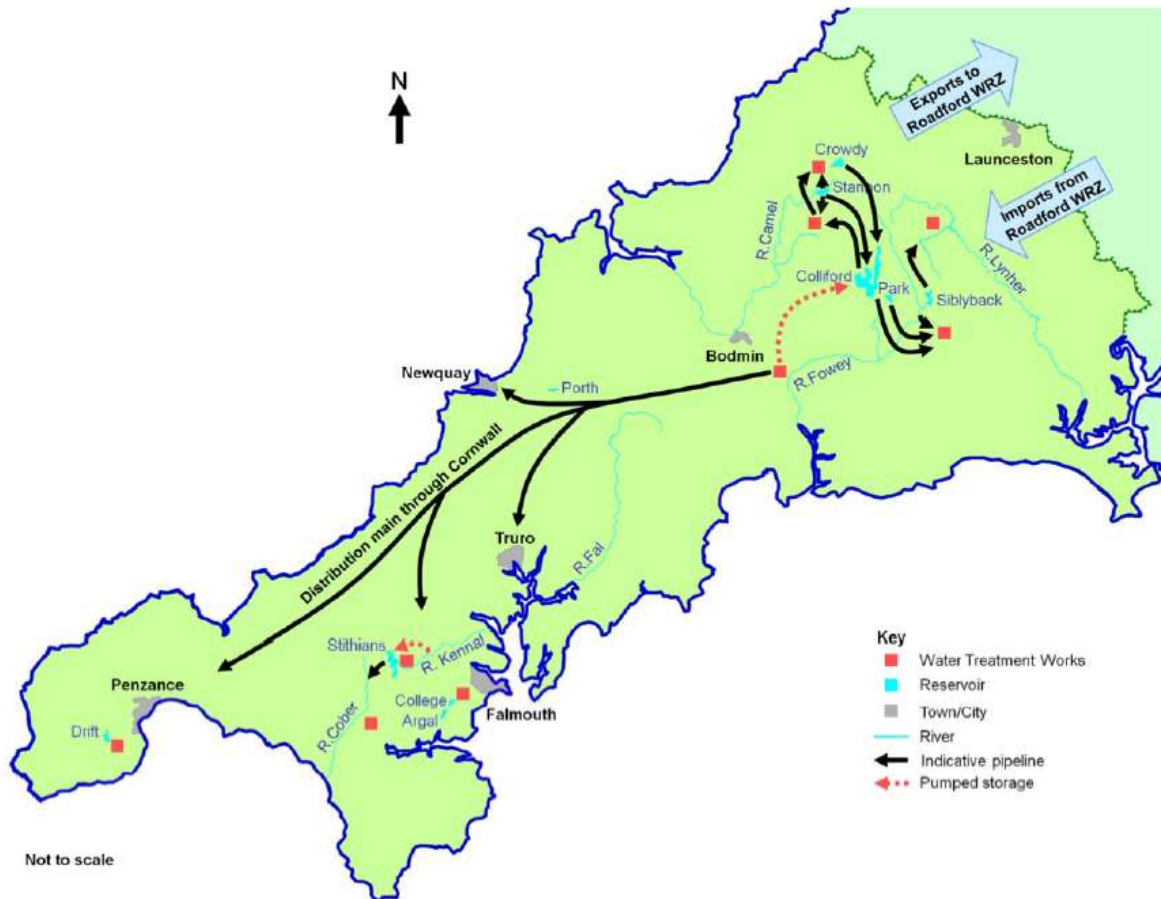 N
Exports to
Roadford WRZ
Launceston
Crowdy
Stannon
Imports from
Roadford WRZ
R.Camel
R.Lynher
Colliford
Park
Siblyback
Bodmin
R.Fowey
Newquay
Porth
Distribution main through Cornwall
Truro
R.Fal
Stithians
R. Kennal
Penzance
College
Argal
Falmouth
R.Cober
Drift
Key
Water Treatment Works
Reservoir
Town/City
River
Indicative pipeline
Pumped storage
Not to scale